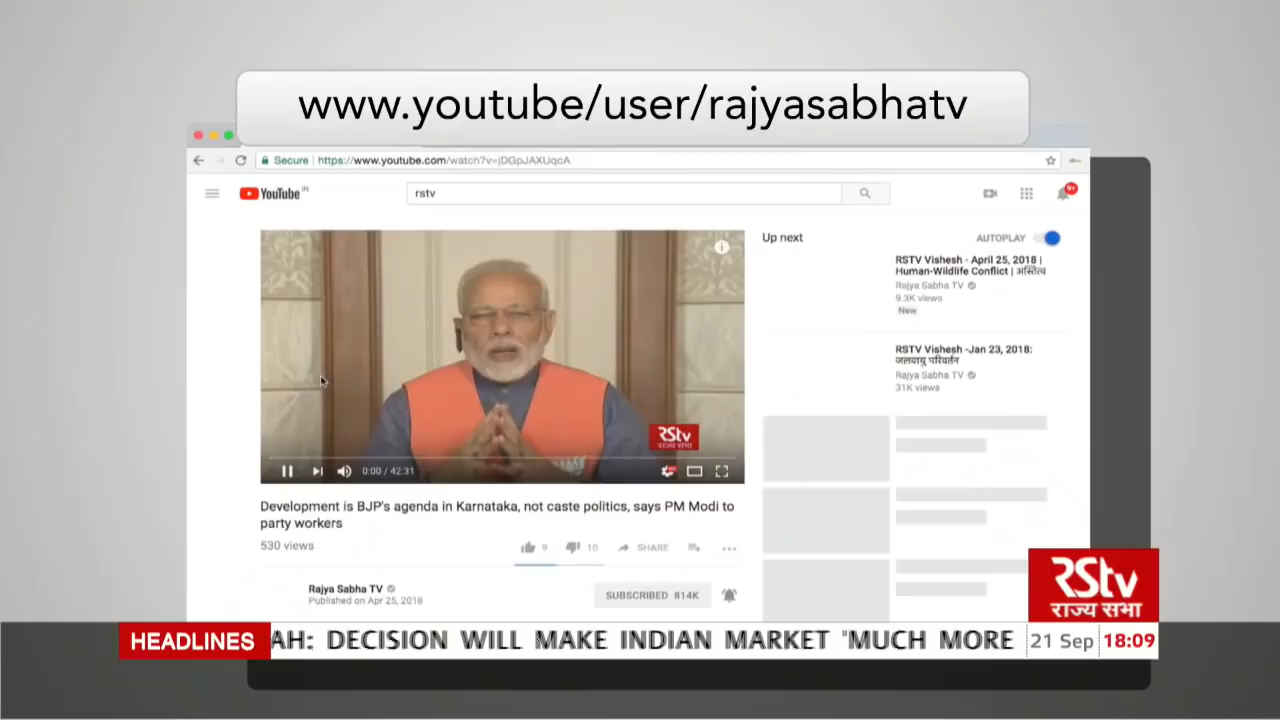 www.youtube/user/rajyasabhatv
Secure https://www.youtube.com/watch?v=jDGpJAXUqcA
YouTube IN
rstv
9+
Up next
AUTOPLAY
RSTV Vishesh - April 25, 2018 |
Human-Wildlife Conflict | अस्तित्व
Rajya Sabha TV
9.3K views
New
RSTV Vishesh -Jan 23, 2018:
जलवायु परिवर्तन
Rajya Sabha TV
31K views
RStv
राज्य सभा
0:00 / 42:31
Development is BJP's agenda in Karnataka, not caste politics, says PM Modi to
party workers
530 views
9
10
SHARE
Rajya Sabha TV
Published on Apr 25, 2018
SUBSCRIBED 814K
RStv
राज्य सभा
HEADLINES
AH: DECISION WILL MAKE INDIAN MARKET "MUCH MORE
21 Sep
18:09